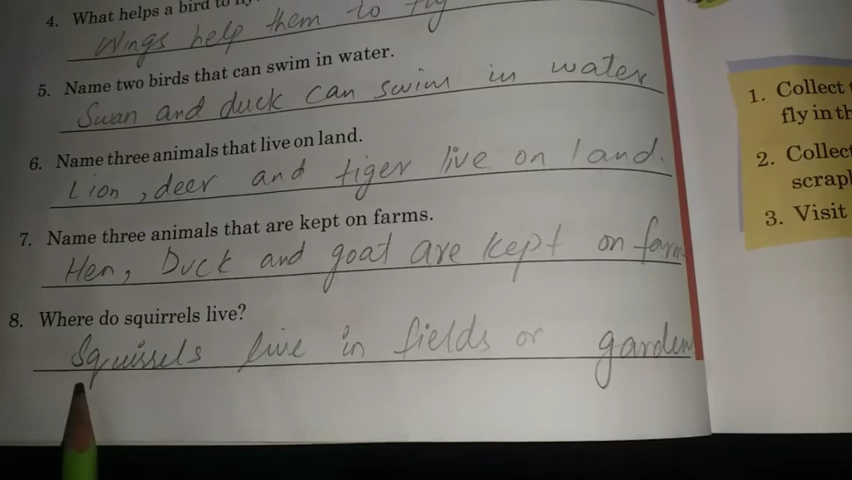 4. What helps a bird to fly
Wings help them to fly
5. Name two birds that can swim in water.
Swan and duck can swim in water
6. Name three animals that live on land.
Lion, deer and tiger live on land.
7. Name three animals that are kept on farms.
Hen, Duck and goat are kept on farm
8. Where do squirrels live?
Squirrels live in fields or garden
1. Collect
fly in th
2. Collec
scrap
3. Visit